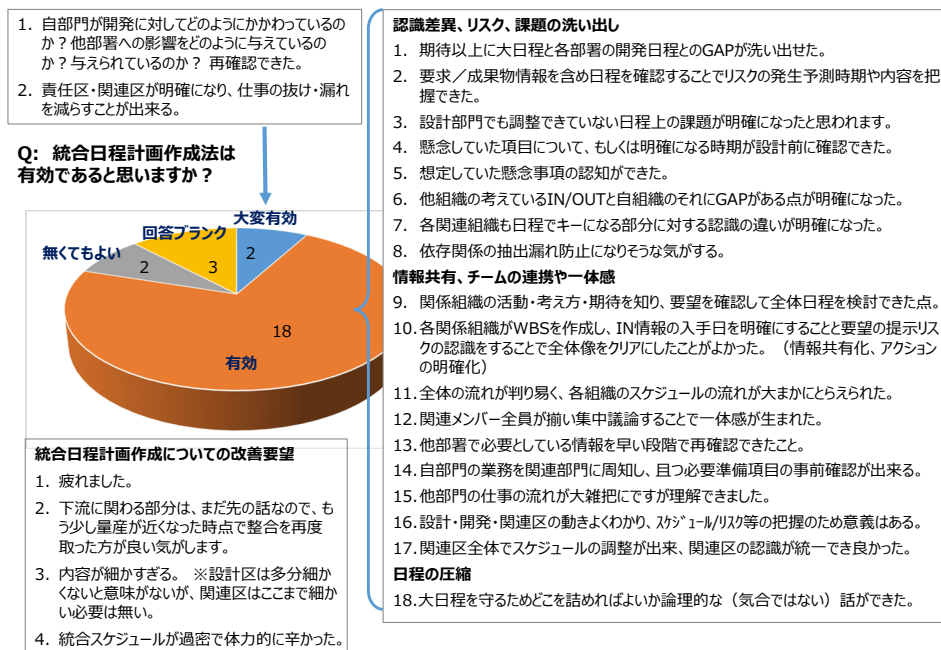 1. 自部門が開発に対してどのようにかかわっているの
か？他部署への影響をどのように与えているの
か？与えられているのか？ 再確認できた。
2. 責任区・関連区が明確になり、仕事の抜け・漏れ
を減らすことが出来る。
Q: 統合日程計画作成法は
有効であると思いますか？
大変有効
2
回答ブランク
3
無くてもよい
2
18
有効
統合日程計画作成についての改善要望
1. 疲れました。
2. 下流に関わる部分は、まだ先の話なので、も
う少し量産が近くなった時点で整合を再度
取った方が良い気がします。
3. 内容が細かすぎる。 ※設計区は多分細か
くないと意味がないが、関連区はここまで細か
い必要は無い。
4. 統合スケジュールが過密で体力的に辛かった。
認識差異、リスク、課題の洗い出し
1. 期待以上に大日程と各部署の開発日程とのGAPが洗い出せた。
2. 要求／成果物情報を含め日程を確認することでリスクの発生予測時期や内容を把
握できた。
3. 設計部門でも調整できていない日程上の課題が明確になったと思われます。
4. 懸念していた項目について、もしくは明確になる時期が設計前に確認できた。
5. 想定していた懸念事項の認知ができた。
6. 他組織の考えているIN/OUTと自組織のそれにGAPがある点が明確になった。
7. 各関連組織も日程でキーになる部分に対する認識の違いが明確になった。
8. 依存関係の抽出漏れ防止になりそうな気がする。
情報共有、チームの連携や一体感
9. 関係組織の活動・考え方・期待を知り、要望を確認して全体日程を検討できた点。
10. 各関係組織がWBSを作成し、IN情報の入手日を明確にすることと要望の提示リス
クの認識をすることで全体像をクリアにしたことがよかった。 （情報共有化、アクション
の明確化）
11. 全体の流れが判り易く、各組織のスケジュールの流れが大まかにとらえられた。
12. 関連メンバー全員が揃い集中議論することで一体感が生まれた。
13. 他部署で必要としている情報を早い段階で再確認できたこと。
14. 自部門の業務を関連部門に周知し、且つ必要準備項目の事前確認が出来る。
15. 他部門の仕事の流れが大雑把にですが理解できました。
16. 設計・開発・関連区の動きよくわかり、ｽｹｼﾞｭｰﾙ/ﾘｽｸ等の把握のため意義はある。
17. 関連区全体でスケジュールの調整が出来、関連区の認識が統一でき良かった。
日程の圧縮
18. 大日程を守るためどこを詰めればよいか論理的な（気合ではない）話ができた。